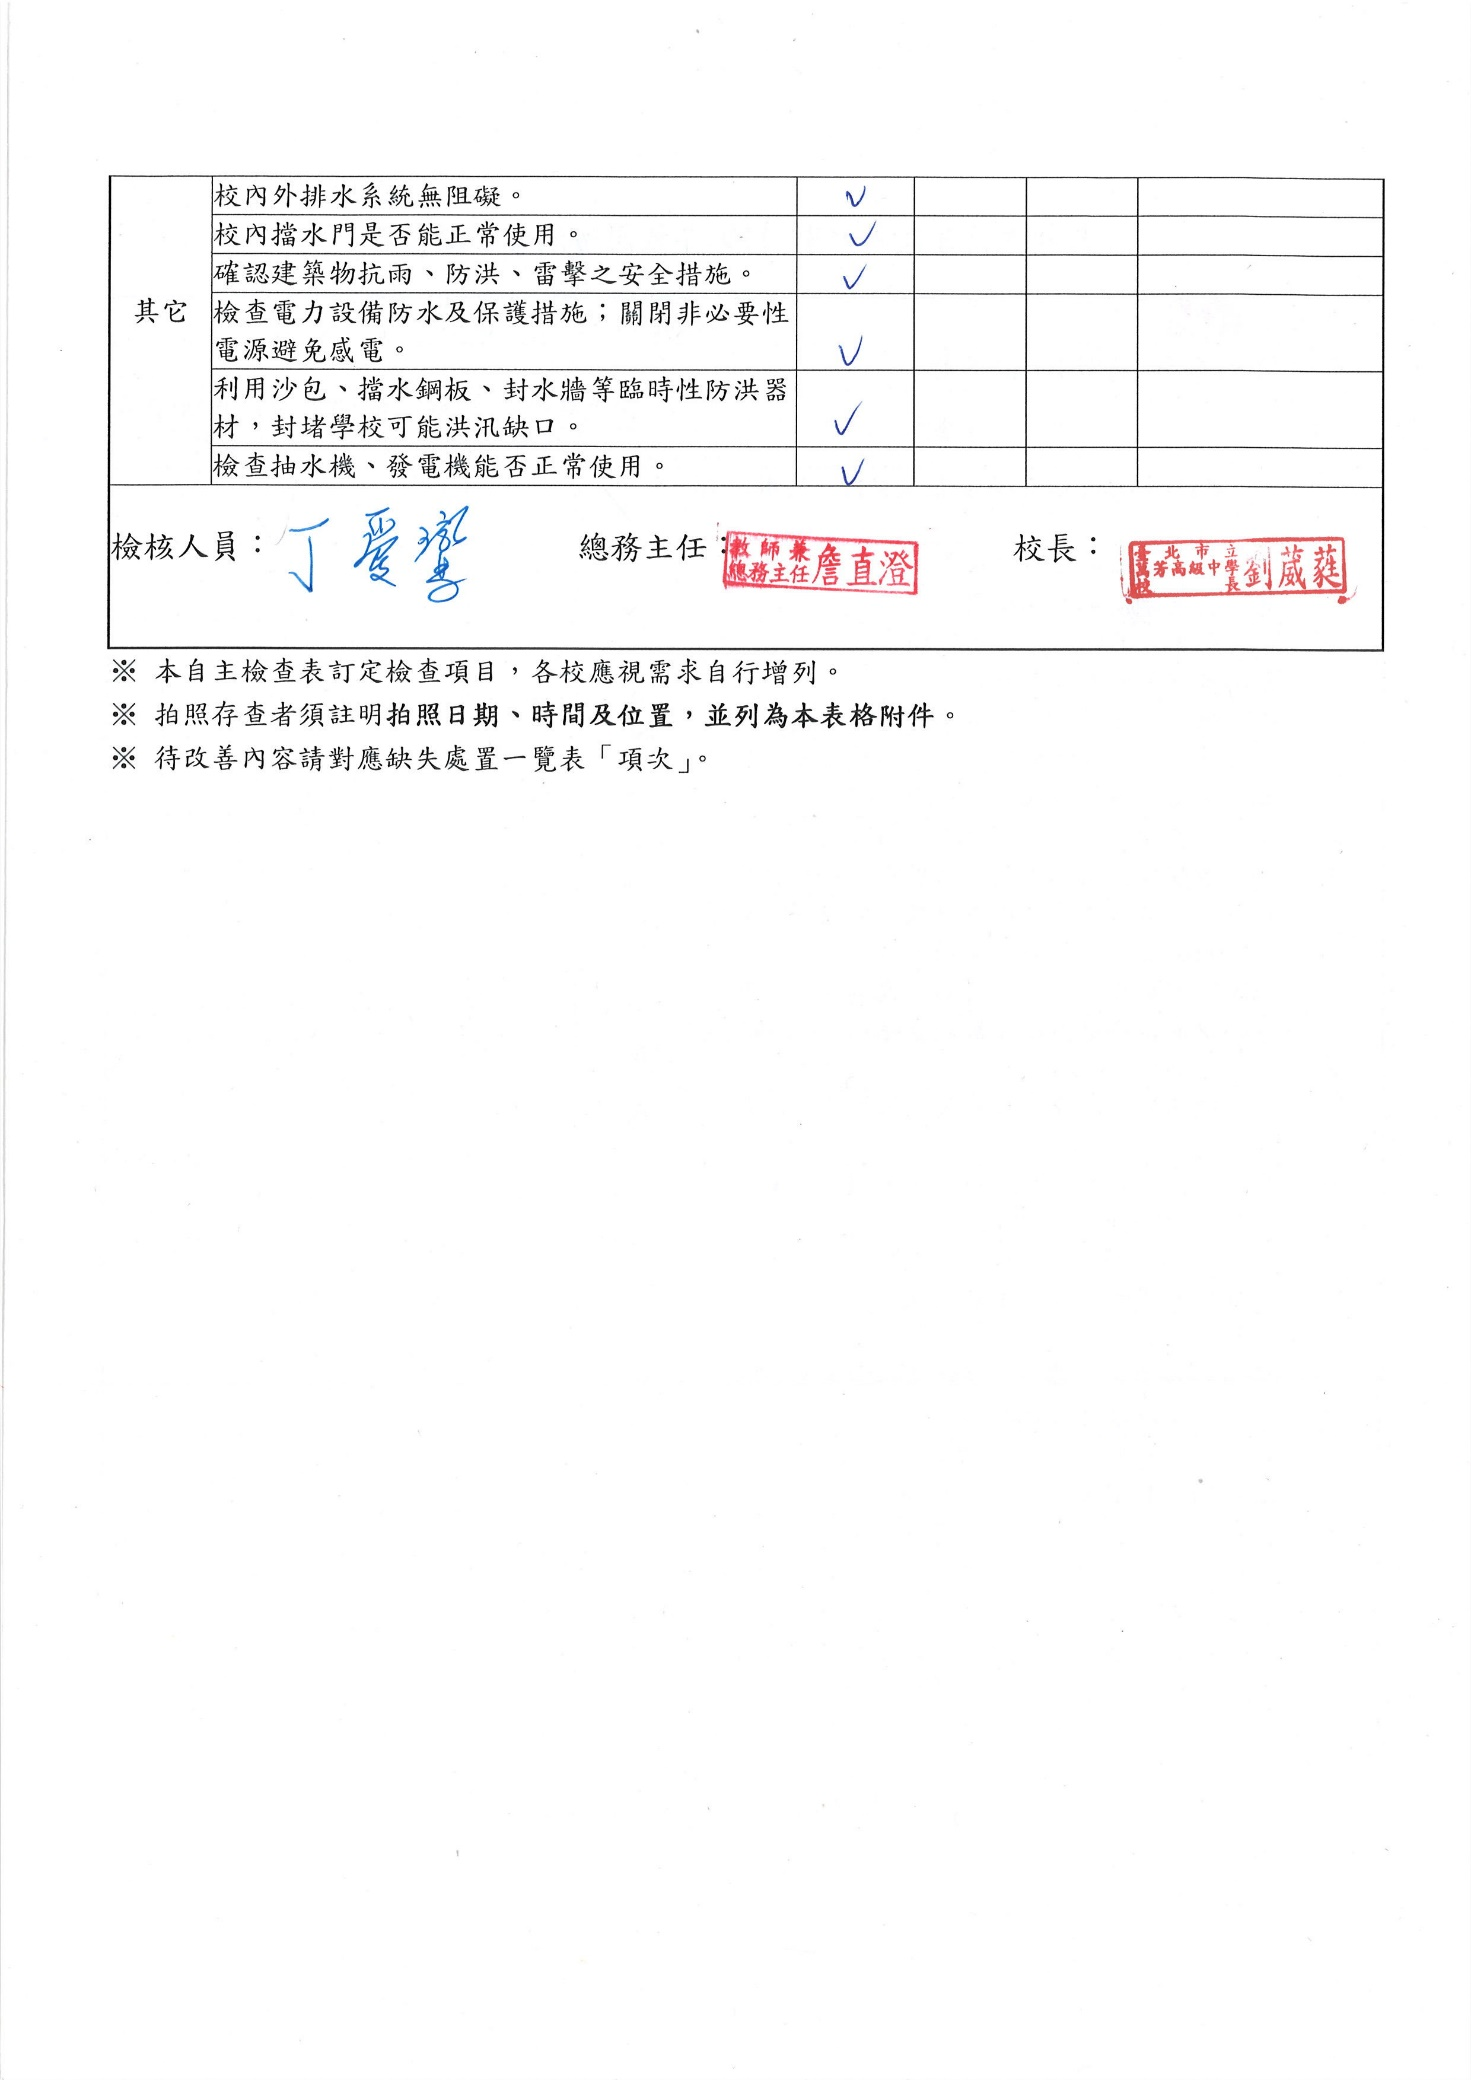 校內外排水系統無阻礙。 ✓
校內擋水門是否能正常使用。 ✓
確認建築物抗雨、防洪、雷擊之安全措施。 ✓
其它
檢查電力設備防水及保護措施；關閉非必要性
電源避免感電。 ✓
利用沙包、擋水鋼板、封水牆等臨時性防洪器
材，封堵學校可能洪汛缺口。 ✓
檢查抽水機、發電機能否正常使用。 ✓
檢核人員：丁愛 總務主任：教師兼總務主任 詹直澄 校長：臺北市立萬芳高級中學校長 劉葳蕤
※ 本自主檢查表訂定檢查項目，各校應視需求自行增列。
※ 拍照存查者須註明拍照日期、時間及位置，並列為本表格附件。
※ 待改善內容請對應缺失處置一覽表「項次」。